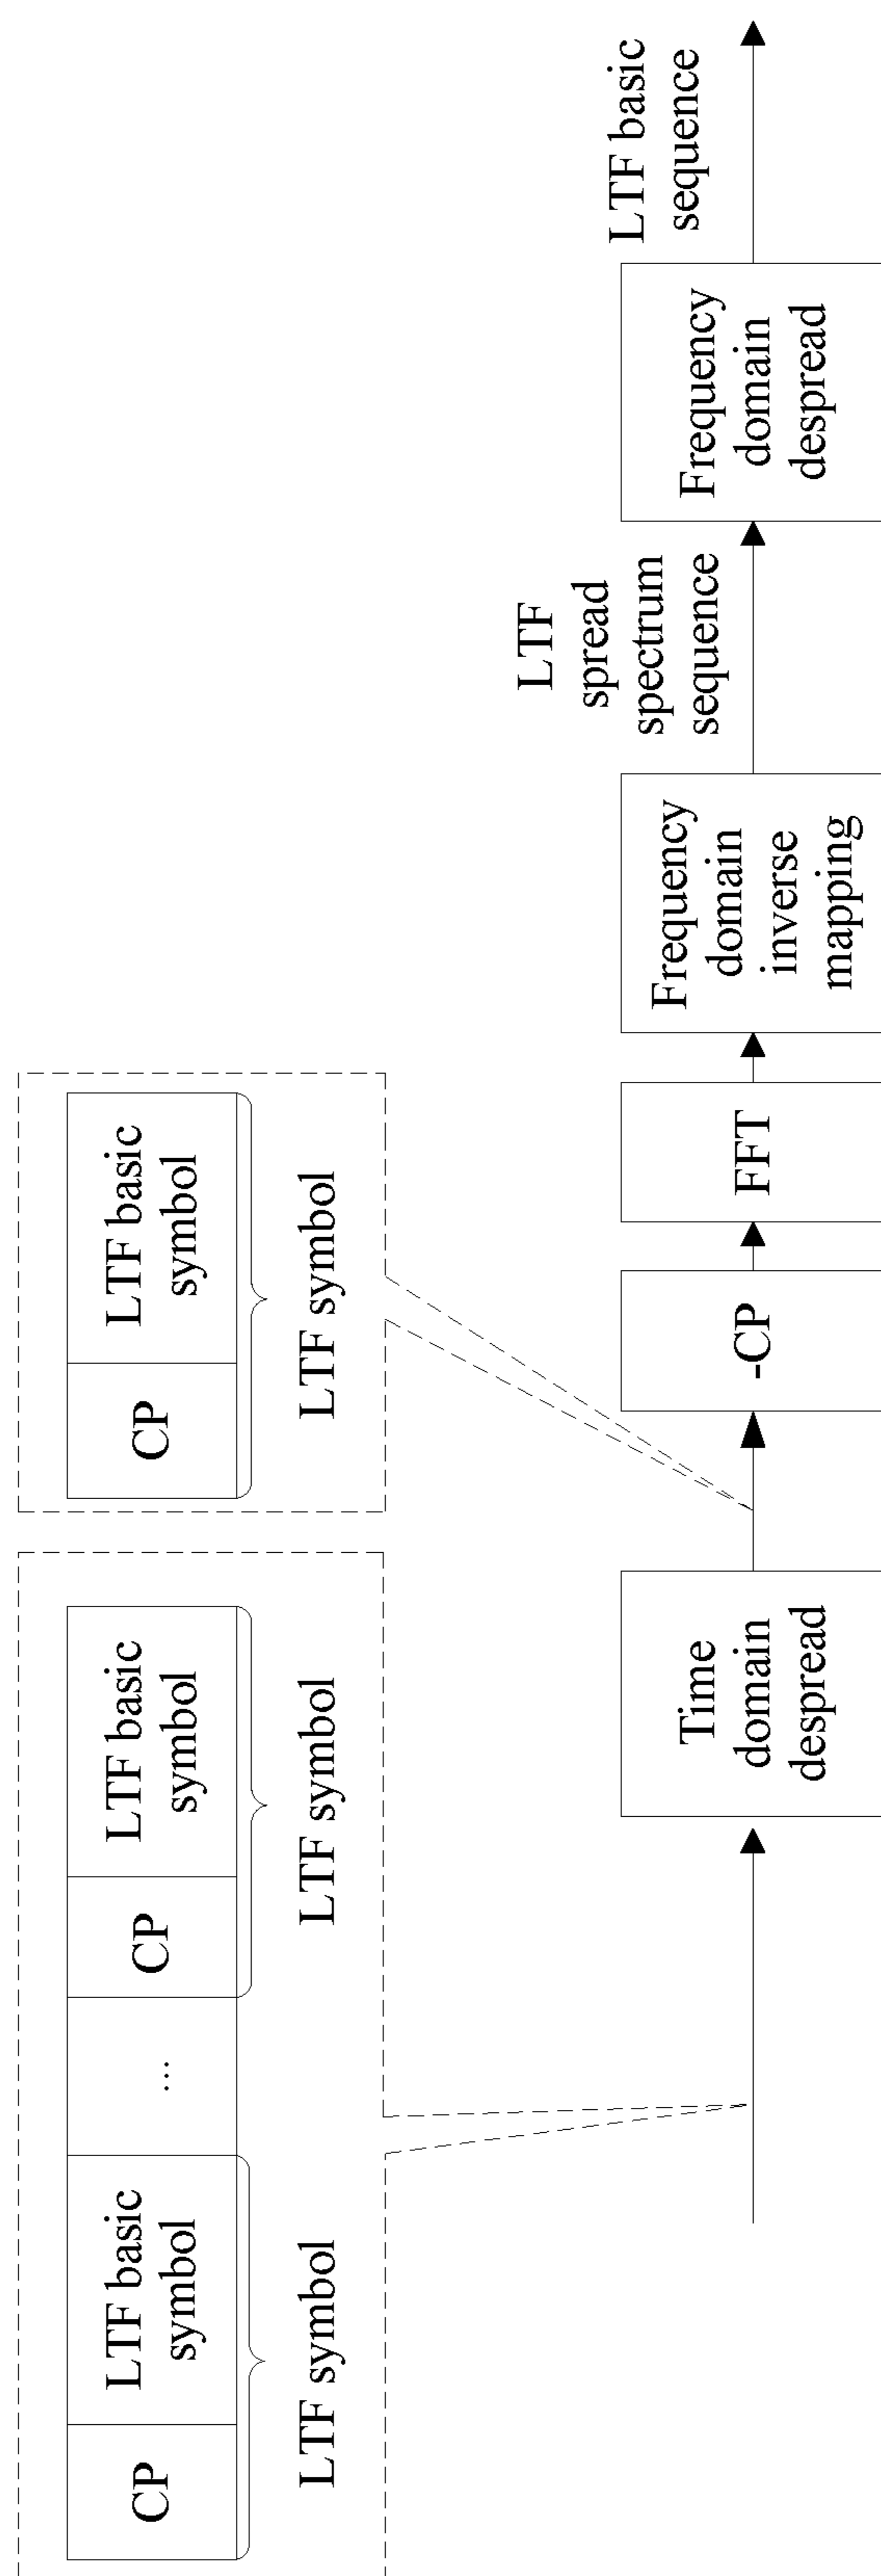 CP
LTF basic
symbol
...
CP
LTF basic
symbol
LTF symbol
LTF symbol
CP
LTF basic
symbol
LTF symbol
Time
domain
despread
-CP
FFT
Frequency
domain
inverse
mapping
LTF
spread
spectrum
sequence
Frequency
domain
despread
LTF basic
sequence